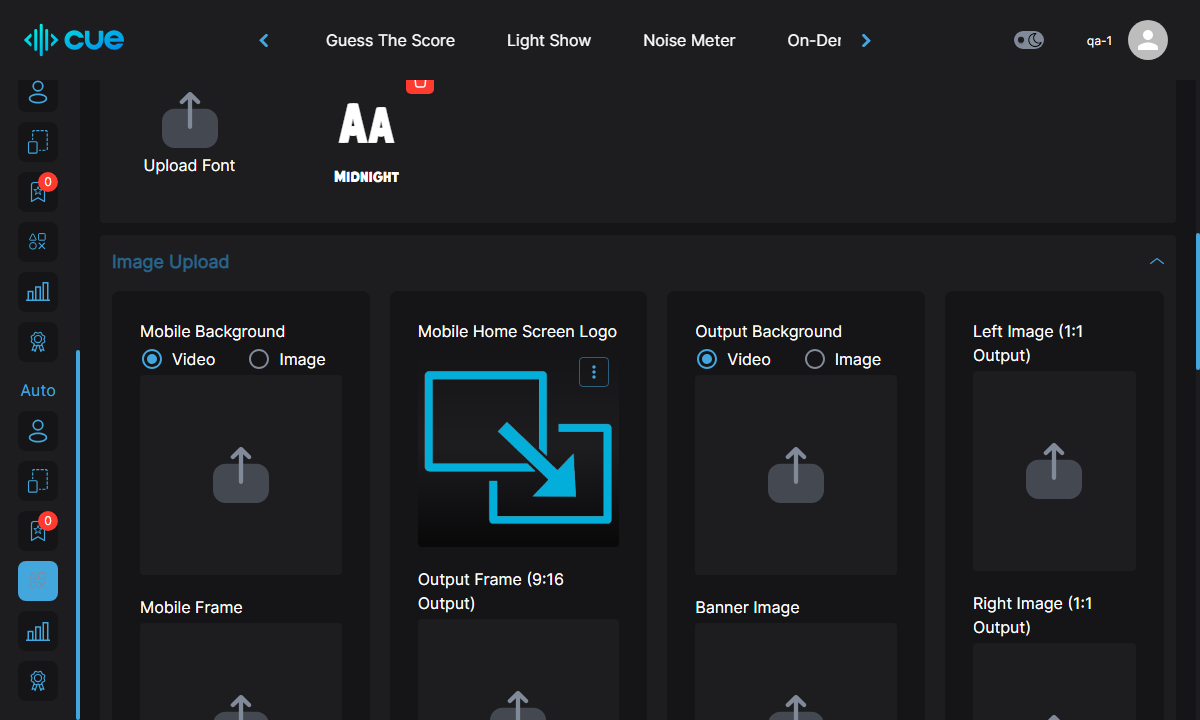 cue
Guess The Score
Light Show
Noise Meter
On-Der
qa-1
Upload Font
AA
MIDNIGHT
0
Auto
0
Image Upload
Mobile Background
Video
Image
Mobile Frame
Mobile Home Screen Logo
Output Frame (9:16
Output)
Output Background
Video
Image
Banner Image
Left Image (1:1
Output)
Right Image (1:1
Output)